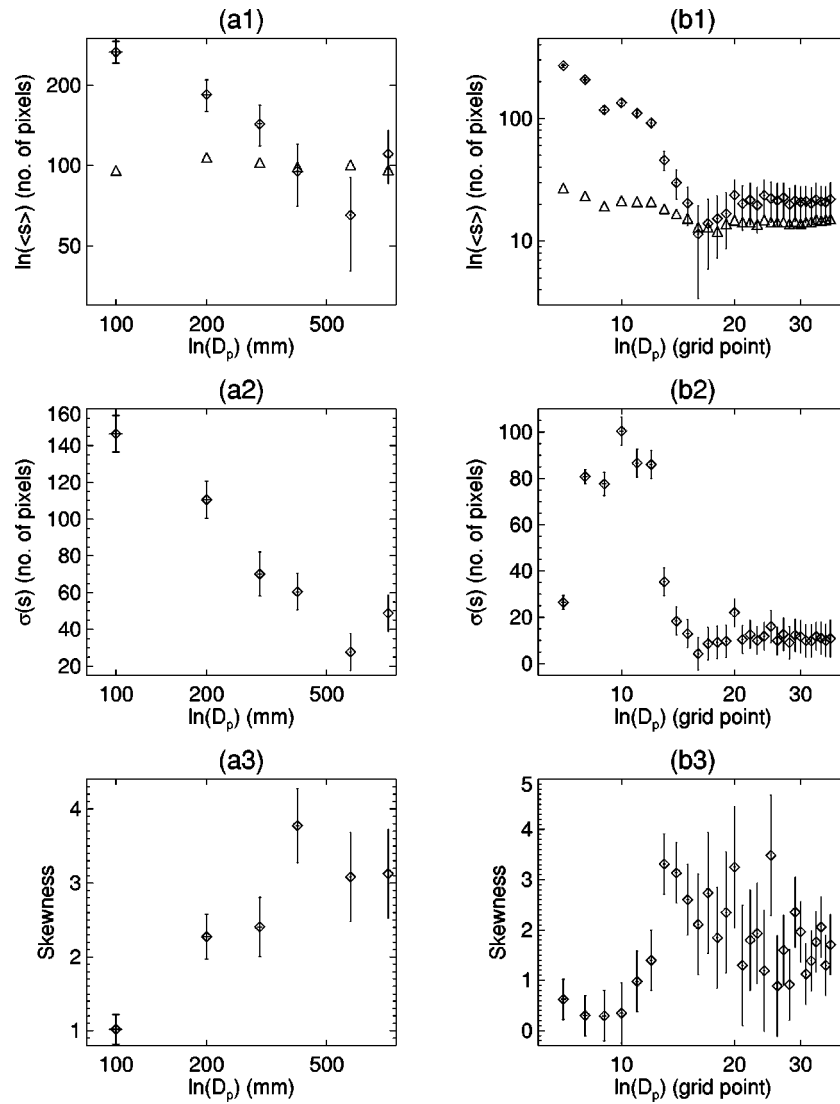 (a1)
ln(<s>) (no. of pixels)
200
100
50
100
200
500
ln(D_p) (mm)
(b1)
ln(<s>) (no. of pixels)
100
10
10
20
30
ln(D_p) (grid point)
(a2)
σ(s) (no. of pixels)
160
140
120
100
80
60
40
20
100
200
500
ln(D_p) (mm)
(b2)
σ(s) (no. of pixels)
100
80
60
40
20
0
10
20
30
ln(D_p) (grid point)
(a3)
Skewness
4
3
2
1
100
200
500
ln(D_p) (mm)
(b3)
Skewness
5
4
3
2
1
0
10
20
30
ln(D_p) (grid point)